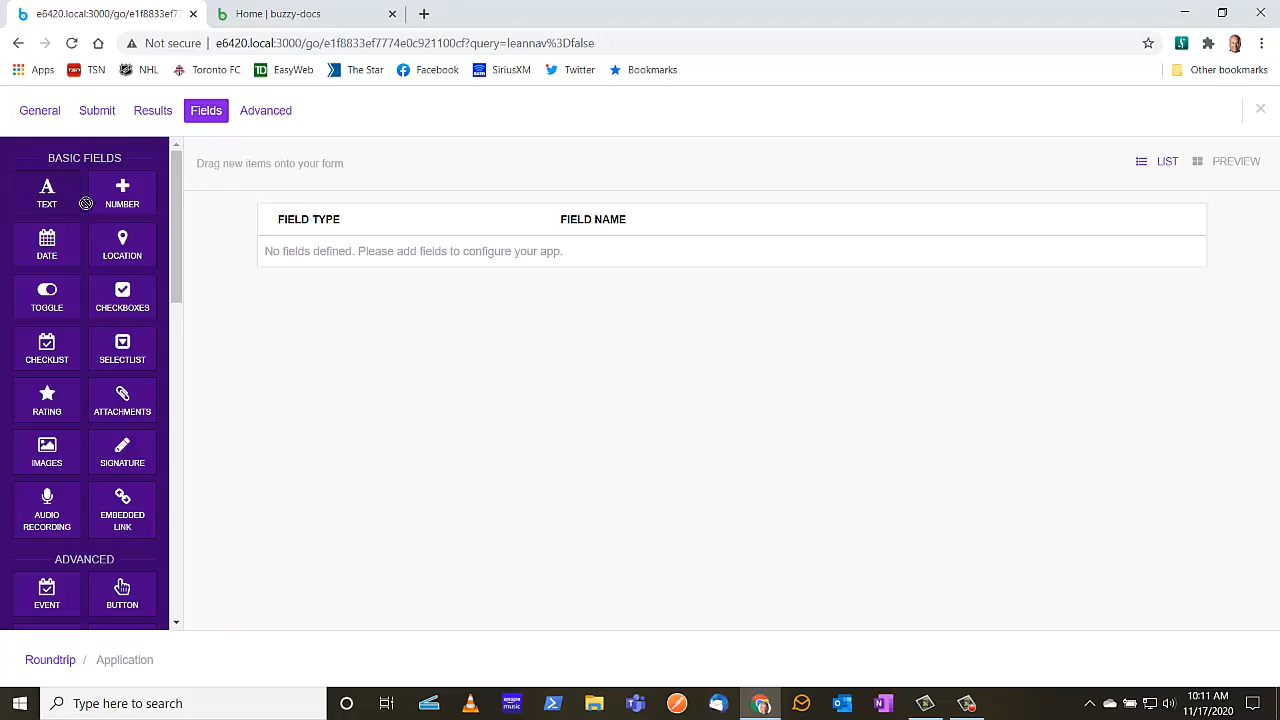 e6420.local:3000/go/e1f8833ef7
Home | buzzy-docs
Not secure
e6420.local:3000/go/e1f8833ef7774e0c921100cf?query=leannav%3Dfalse
Apps TSN NHL Toronto FC EasyWeb The Star Facebook SiriusXM Twitter Bookmarks Other bookmarks
General Submit Results Fields Advanced
BASIC FIELDS
Drag new items onto your form
LIST PREVIEW
TEXT NUMBER
FIELD TYPE FIELD NAME
No fields defined. Please add fields to configure your app.
DATE LOCATION
TOGGLE CHECKBOXES
CHECKLIST SELECTLIST
RATING ATTACHMENTS
IMAGES SIGNATURE
AUDIO RECORDING
EMBEDDED LINK
ADVANCED
EVENT BUTTON
Roundtrip / Application
Type here to search
amazon music
10:11 AM
11/17/2020